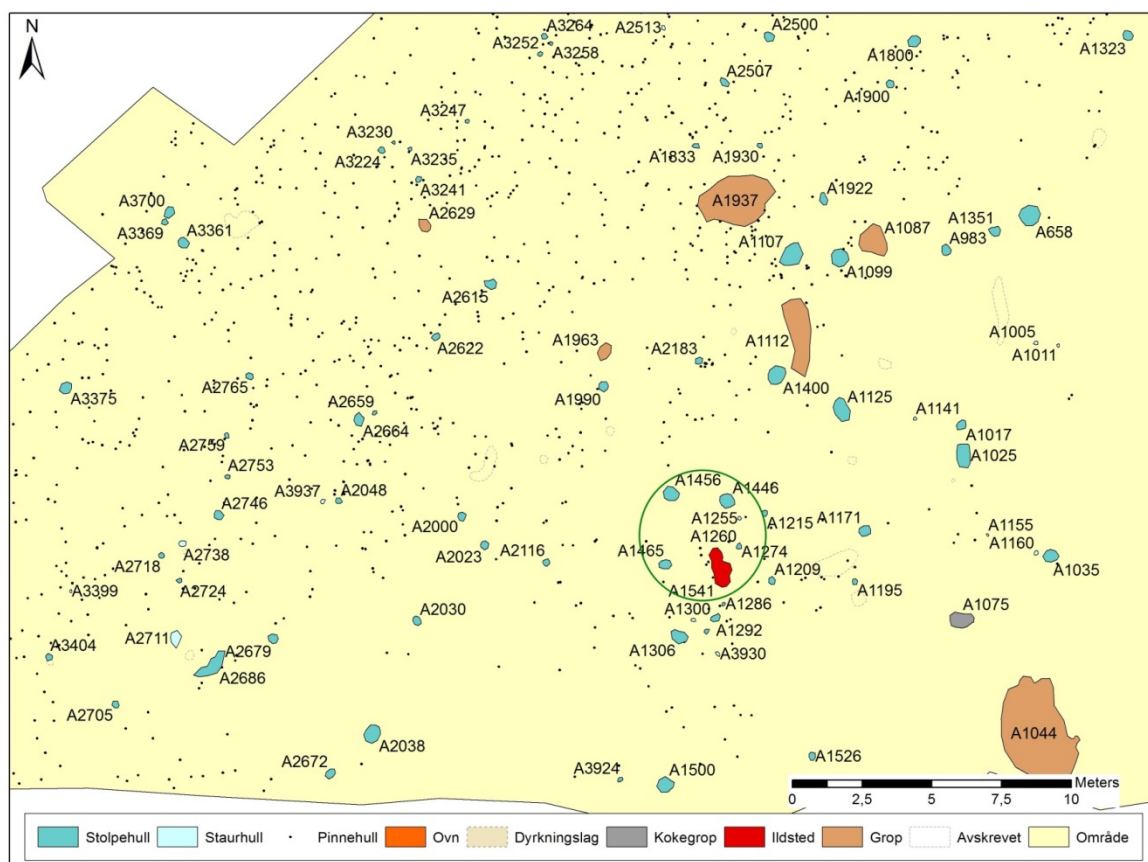 N
A3264
A3252
A3258
A2513
A2500
A1800
A1323
A2507
A1900
A3247
A3230
A3224
A3235
A1833
A1930
A3241
A1937
A1922
A3700
A2629
A1087
A1351
A3369
A3361
A1107
A983
A658
A1099
A2615
A1963
A2183
A1112
A1005
A2622
A1011
A2765
A1400
A3375
A1990
A1125
A2659
A2664
A1141
A2759
A1017
A2753
A1025
A3937
A2048
A1456
A1446
A2746
A2000
A1255
A1215
A1171
A1155
A2738
A1260
A1160
A2718
A2023
A2116
A1465
A1274
A1035
A3399
A2724
A1541
A1209
A1195
A1286
A1075
A2030
A1300
A2711
A2679
A1292
A3404
A1306
A3930
A2686
A2705
A1044
A2038
A1526
A2672
A3924
A1500
Meters
0 2,5 5 7,5 10
Stolpehull Staurhull Pinnehull Ovn Dyrkningslag Kokegrop Ildsted Grop Avskrevet Område